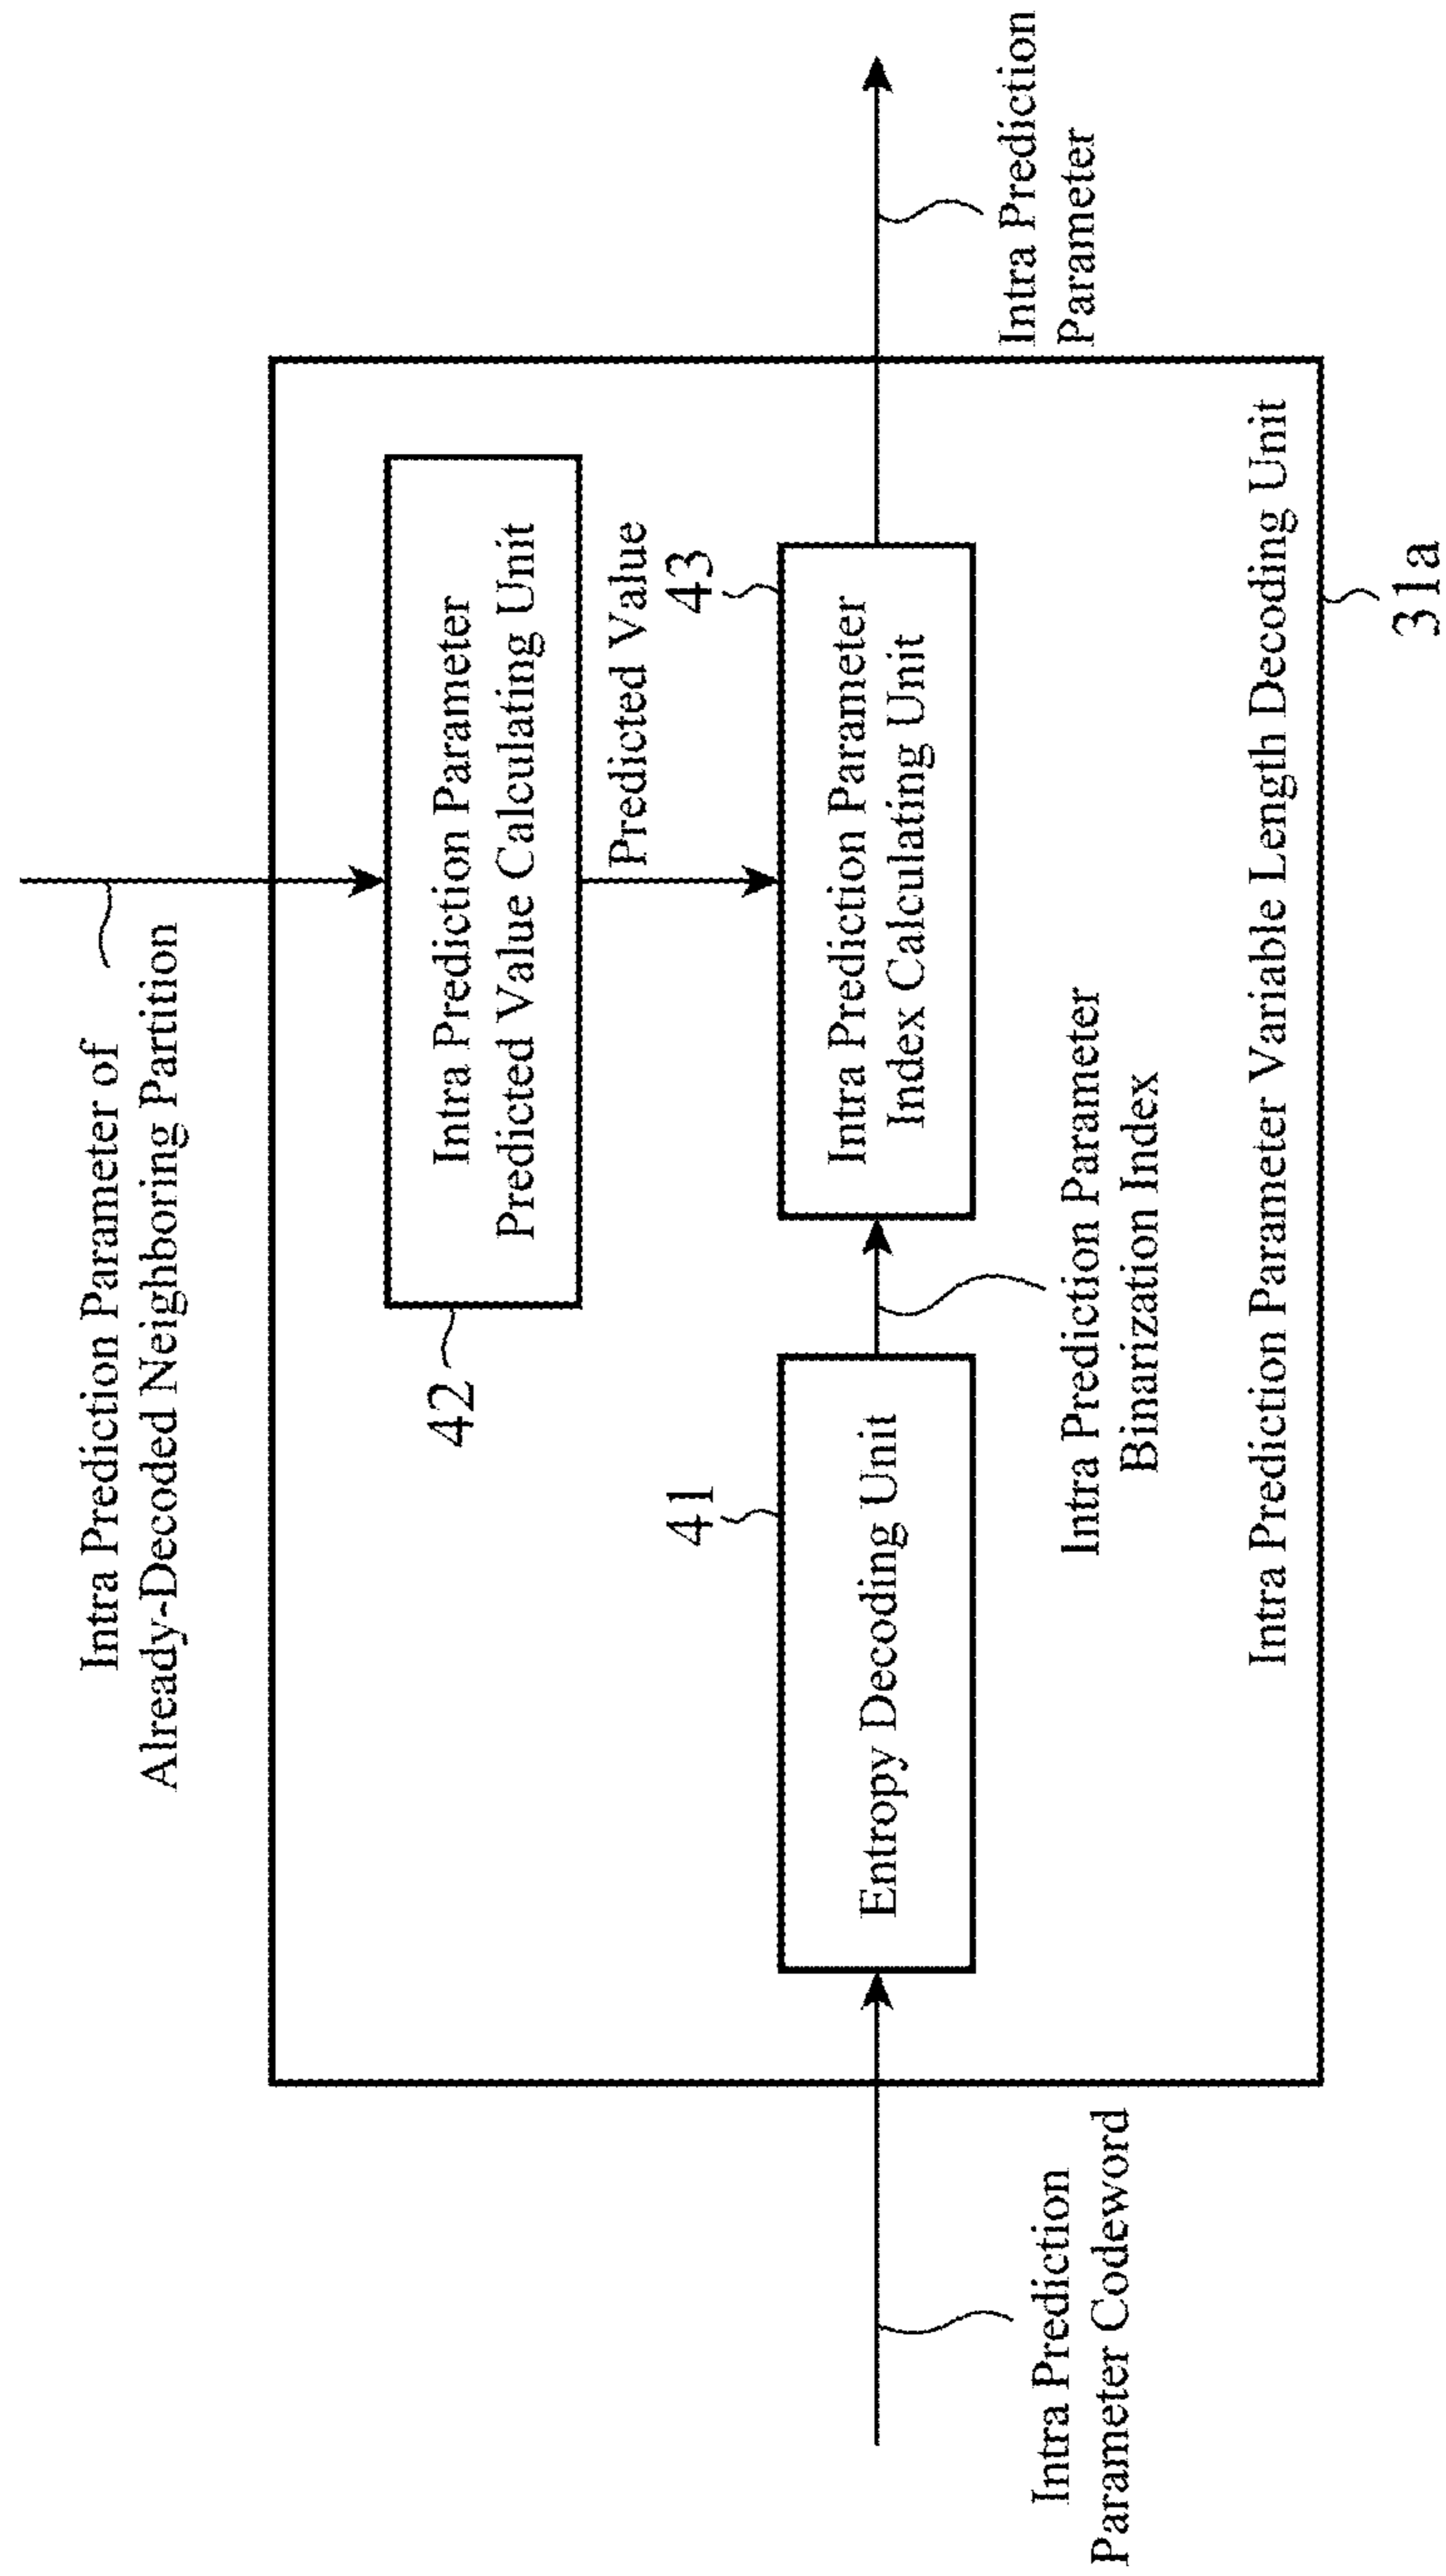 Intra Prediction Parameter of
Already-Decoded Neighboring Partition
42
Intra Prediction Parameter
Predicted Value Calculating Unit
Predicted Value
41
43
Entropy Decoding Unit
Intra Prediction Parameter
Index Calculating Unit
Intra Prediction
Parameter Codeword
Intra Prediction Parameter
Binarization Index
Intra Prediction
Parameter
Intra Prediction Parameter Variable Length Decoding Unit
31a